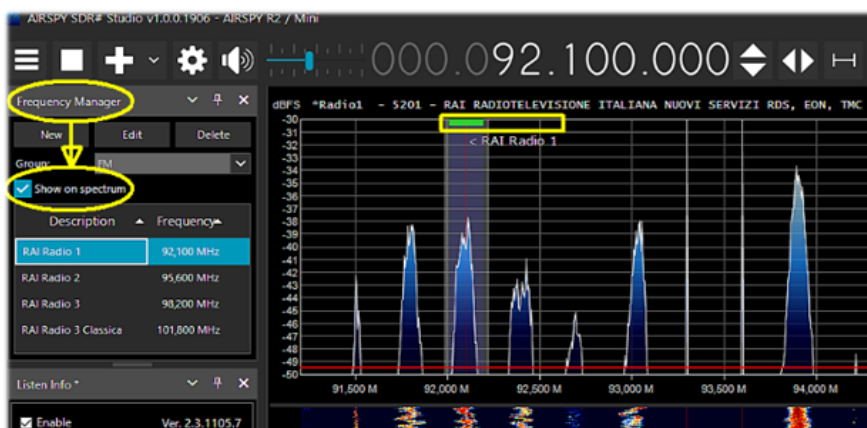 AIRSPY SDR# Studio v1.0.0.1906 - AIRSPY R2 / Mini
000.092.100.000
Frequency Manager
New Edit Delete
Group: FM
Show on spectrum
Description Frequency
RAI Radio 1 92,100 MHz
RAI Radio 2 95,600 MHz
RAI Radio 3 98,200 MHz
RAI Radio 3 Classica 101,800 MHz
Listen Info *
Enable Ver. 2.3.1105.7
dBFS *Radio1 - 5201 - RAI RADIOTELEVISIONE ITALIANA NUOVI SERVIZI RDS, EON, TMC
< RAI Radio 1
-30
-31
-33
-34
-35
-36
-37
-38
-39
-40
-41
-42
-43
-44
-45
-46
-47
-48
-49
-50
91,500 M 92,000 M 92,500 M 93,000 M 93,500 M 94,000 M